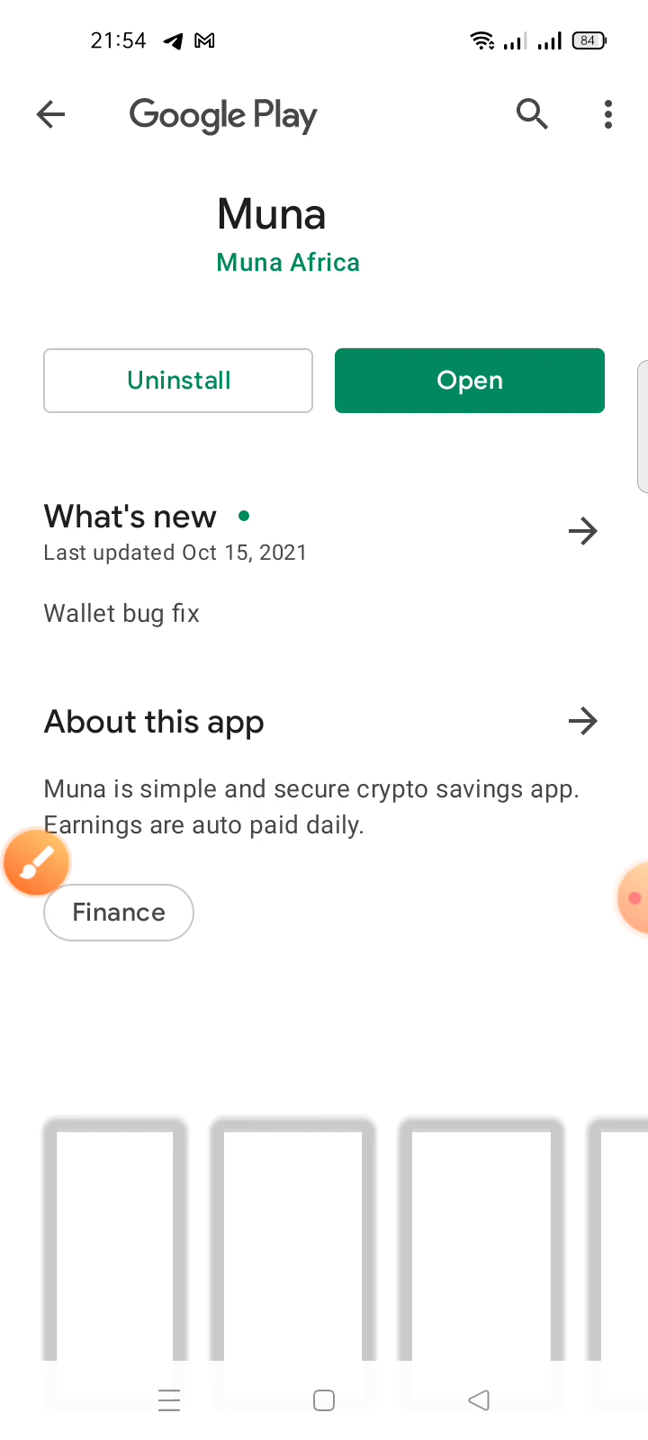 21:54
84
Google Play
Muna
Muna Africa
Uninstall
Open
What's new
Last updated Oct 15, 2021
Wallet bug fix
About this app
Muna is simple and secure crypto savings app.
Earnings are auto paid daily.
Finance